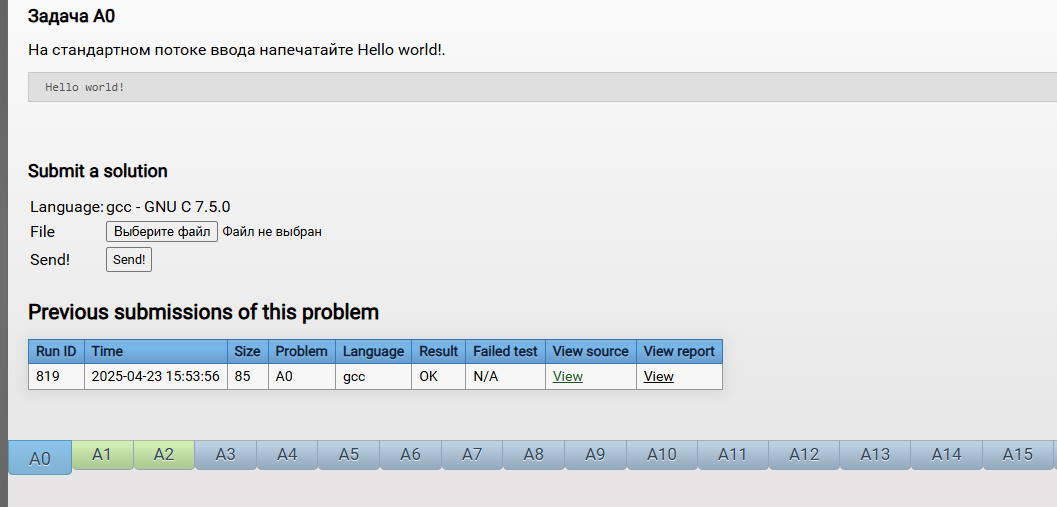 Задача A0
На стандартном потоке ввода напечатайте Hello world!.
Hello world!
Submit a solution
Language: gcc - GNU C 7.5.0
File Выберите файл Файл не выбран
Send! Send!
Previous submissions of this problem
Run ID Time Size Problem Language Result Failed test View source View report
819 2025-04-23 15:53:56 85 A0 gcc OK N/A View View
A0 A1 A2 A3 A4 A5 A6 A7 A8 A9 A10 A11 A12 A13 A14 A15